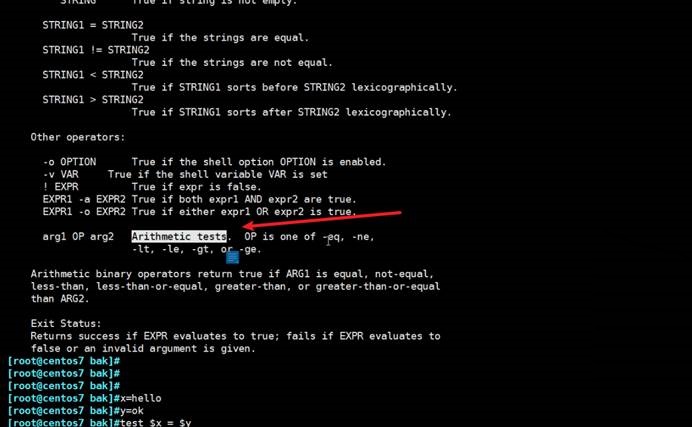 STRING      True if string is not empty.
STRING1 = STRING2
True if the strings are equal.
STRING1 != STRING2
True if the strings are not equal.
STRING1 < STRING2
True if STRING1 sorts before STRING2 lexicographically.
STRING1 > STRING2
True if STRING1 sorts after STRING2 lexicographically.
Other operators:
-o OPTION      True if the shell option OPTION is enabled.
-v VAR     True if the shell variable VAR is set
! EXPR         True if expr is false.
EXPR1 -a EXPR2 True if both expr1 AND expr2 are true.
EXPR1 -o EXPR2 True if either expr1 OR expr2 is true.
arg1 OP arg2   Arithmetic tests.  OP is one of -eq, -ne,
-lt, -le, -gt, or -ge.
Arithmetic binary operators return true if ARG1 is equal, not-equal,
less-than, less-than-or-equal, greater-than, or greater-than-or-equal
than ARG2.
Exit Status:
Returns success if EXPR evaluates to true; fails if EXPR evaluates to
false or an invalid argument is given.
[root@centos7 bak]#
[root@centos7 bak]#
[root@centos7 bak]#
[root@centos7 bak]#x=hello
[root@centos7 bak]#y=ok
[root@centos7 bak]#test $x = $y